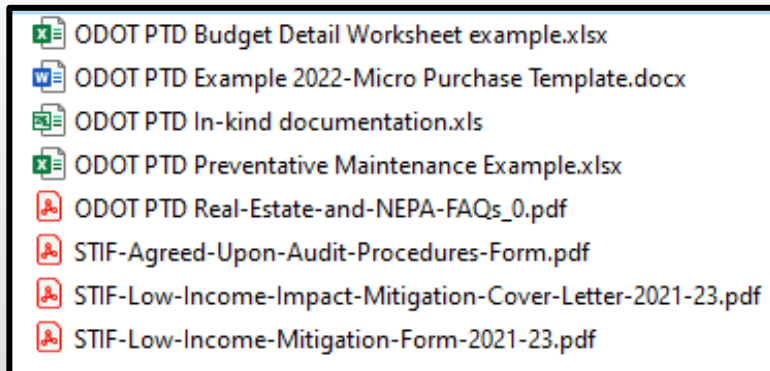 ODOT PTD Budget Detail Worksheet example.xlsx
ODOT PTD Example 2022-Micro Purchase Template.docx
ODOT PTD In-kind documentation.xls
ODOT PTD Preventative Maintenance Example.xlsx
ODOT PTD Real-Estate-and-NEPA-FAQs_0.pdf
STIF-Agreed-Upon-Audit-Procedures-Form.pdf
STIF-Low-Income-Impact-Mitigation-Cover-Letter-2021-23.pdf
STIF-Low-Income-Mitigation-Form-2021-23.pdf